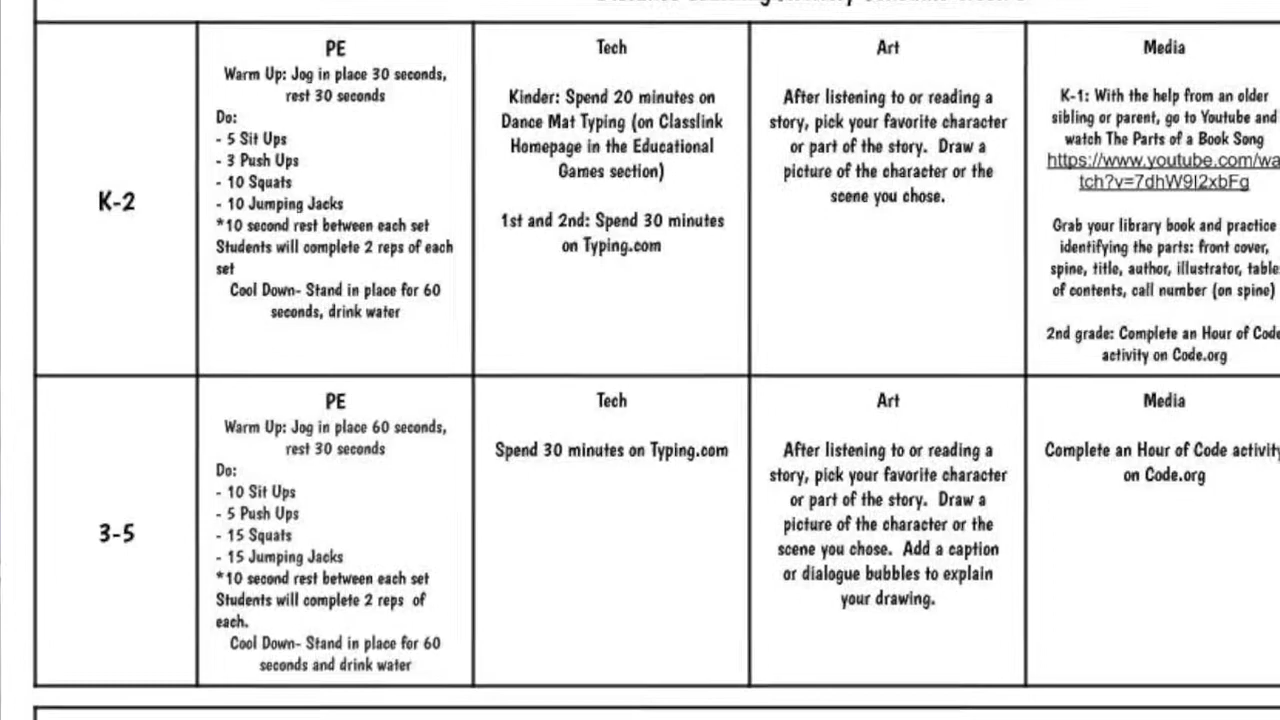 K-2
PE
Warm Up: Jog in place 30 seconds,
rest 30 seconds
Do:
- 5 Sit Ups
- 3 Push Ups
- 10 Squats
- 10 Jumping Jacks
*10 second rest between each set
Students will complete 2 reps of each
set
Cool Down- Stand in place for 60
seconds, drink water
Tech
Kinder: Spend 20 minutes on
Dance Mat Typing (on Classlink
Homepage in the Educational
Games section)
1st and 2nd: Spend 30 minutes
on Typing.com
Art
After listening to or reading a
story, pick your favorite character
or part of the story. Draw a
picture of the character or the
scene you chose.
Media
K-1: With the help from an older
sibling or parent, go to Youtube and
watch The Parts of a Book Song
https://www.youtube.com/wa
tch?v=7dhW9I2xbFg
Grab your library book and practice
identifying the parts: front cover,
spine, title, author, illustrator, table
of contents, call number (on spine)
2nd grade: Complete an Hour of Code
activity on Code.org
3-5
PE
Warm Up: Jog in place 60 seconds,
rest 30 seconds
Do:
- 10 Sit Ups
- 5 Push Ups
- 15 Squats
- 15 Jumping Jacks
*10 second rest between each set
Students will complete 2 reps of
each.
Cool Down- Stand in place for 60
seconds and drink water
Tech
Spend 30 minutes on Typing.com
Art
After listening to or reading a
story, pick your favorite character
or part of the story. Draw a
picture of the character or the
scene you chose. Add a caption
or dialogue bubbles to explain
your drawing.
Media
Complete an Hour of Code activity
on Code.org